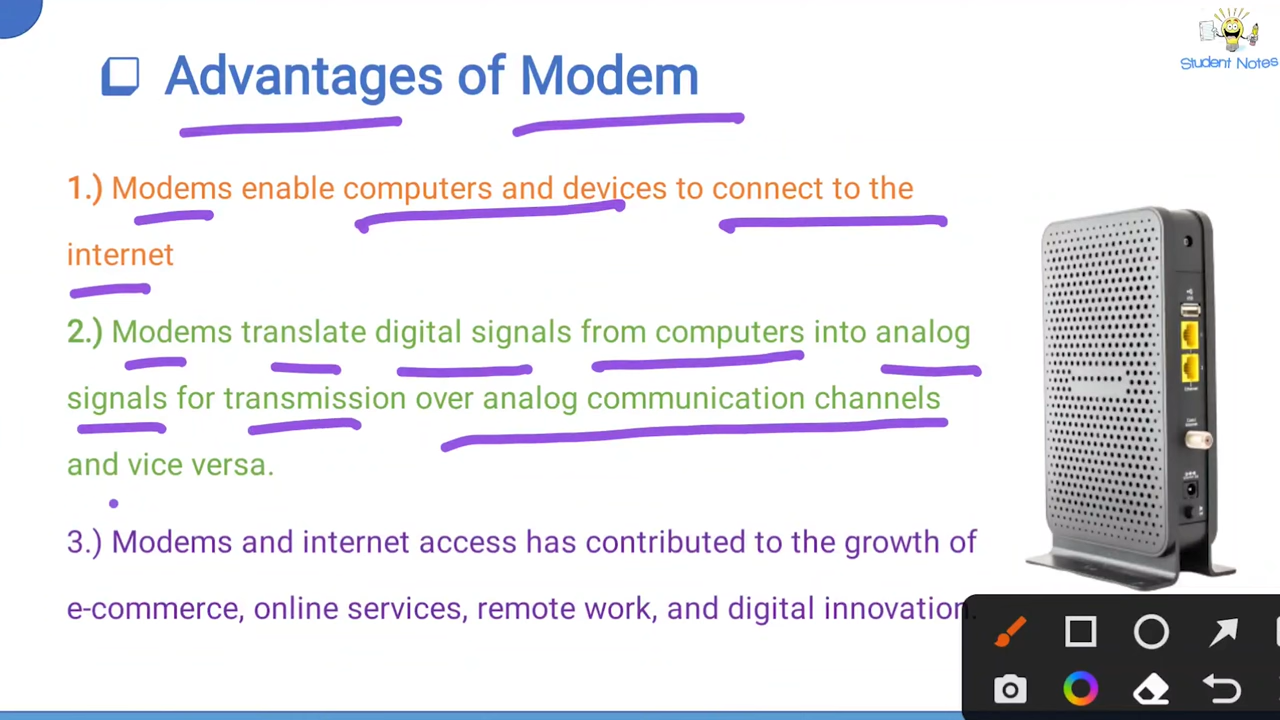 Student Notes
Advantages of Modem
1.) Modems enable computers and devices to connect to the
internet
2.) Modems translate digital signals from computers into analog
signals for transmission over analog communication channels
and vice versa.
3.) Modems and internet access has contributed to the growth of
e-commerce, online services, remote work, and digital innovation.